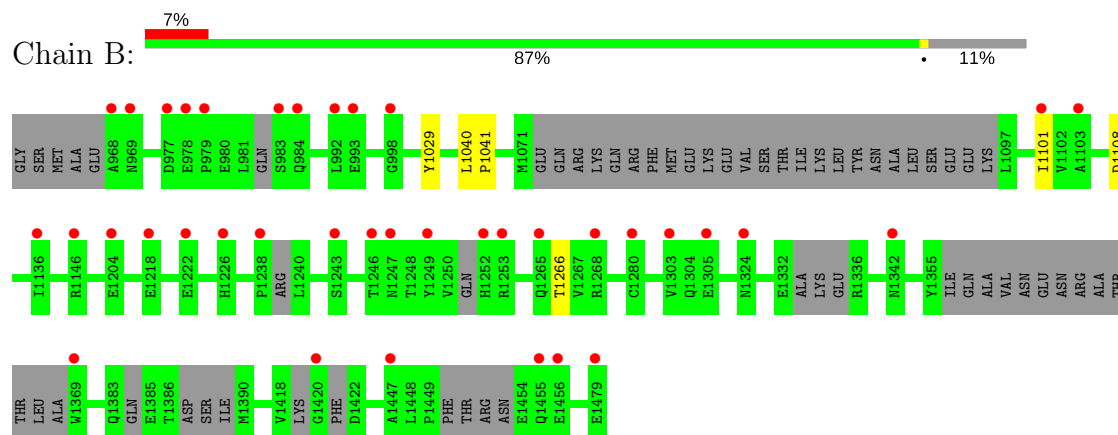 7%
Chain B:
87% • 11%
GLY SER MET ALA GLU A968 N969 D977 E978 P979 E980 L981 GLN S983 Q984 L992 E993 G998 Y1029 L1040 P1041 M1071 GLU GLN ARG LYS GLN ARG PHE MET GLU LYS GLU VAL SER THR ILE LYS LEU TYR ASN ALA LEU SER GLU GLU LYS L1097 I1101 V1102 A1103 D1108
I1136 R1146 E1204 E1218 E1222 H1226 P1238 ARG L1240 S1243 T1246 N1247 T1248 Y1249 V1250 GLN H1252 R1253 Q1265 T1266 V1267 R1268 C1280 V1303 Q1304 E1305 N1324 E1332 ALA LYS GLU R1336 N1342 Y1355 ILE GLN ALA VAL ASN GLU ASN ARG ALA THR
THR LEU ALA W1369 Q1383 GLN E1385 T1386 ASP SER ILE M1390 V1418 LYS G1420 PHE D1422 A1447 L1448 P1449 PHE THR ARG ASN E1454 Q1455 E1456 E1479